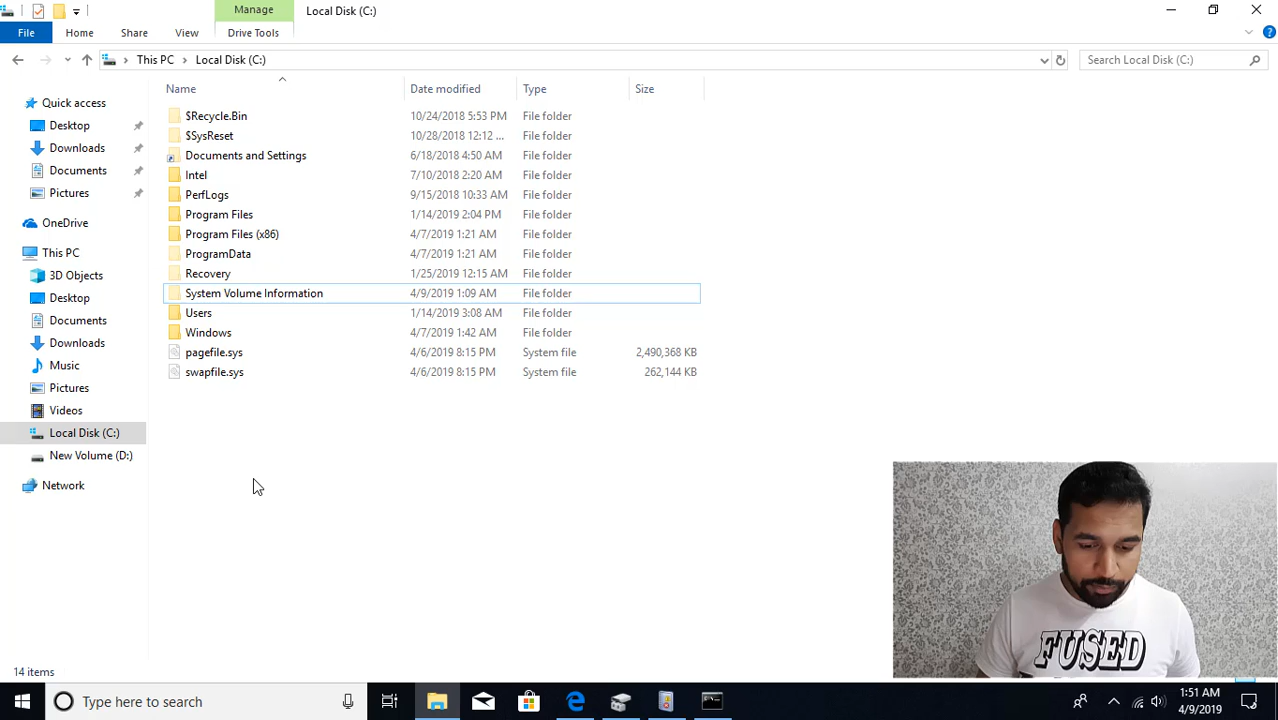 Manage
Local Disk (C:)
File
Home
Share
View
Drive Tools
This PC
Local Disk (C:)
Search Local Disk (C:)
Name
Date modified
Type
Size
Quick access
Desktop
Downloads
Documents
Pictures
OneDrive
This PC
3D Objects
Desktop
Documents
Downloads
Music
Pictures
Videos
Local Disk (C:)
New Volume (D:)
Network
$Recycle.Bin 10/24/2018 5:53 PM File folder
$SysReset 10/28/2018 12:12 ... File folder
Documents and Settings 6/18/2018 4:50 AM File folder
Intel 7/10/2018 2:20 AM File folder
PerfLogs 9/15/2018 10:33 AM File folder
Program Files 1/14/2019 2:04 PM File folder
Program Files (x86) 4/7/2019 1:21 AM File folder
ProgramData 4/7/2019 1:21 AM File folder
Recovery 1/25/2019 12:15 AM File folder
System Volume Information 4/9/2019 1:09 AM File folder
Users 1/14/2019 3:08 AM File folder
Windows 4/7/2019 1:42 AM File folder
pagefile.sys 4/6/2019 8:15 PM System file 2,490,368 KB
swapfile.sys 4/6/2019 8:15 PM System file 262,144 KB
FUSED
14 items
Type here to search
1:51 AM
4/9/2019